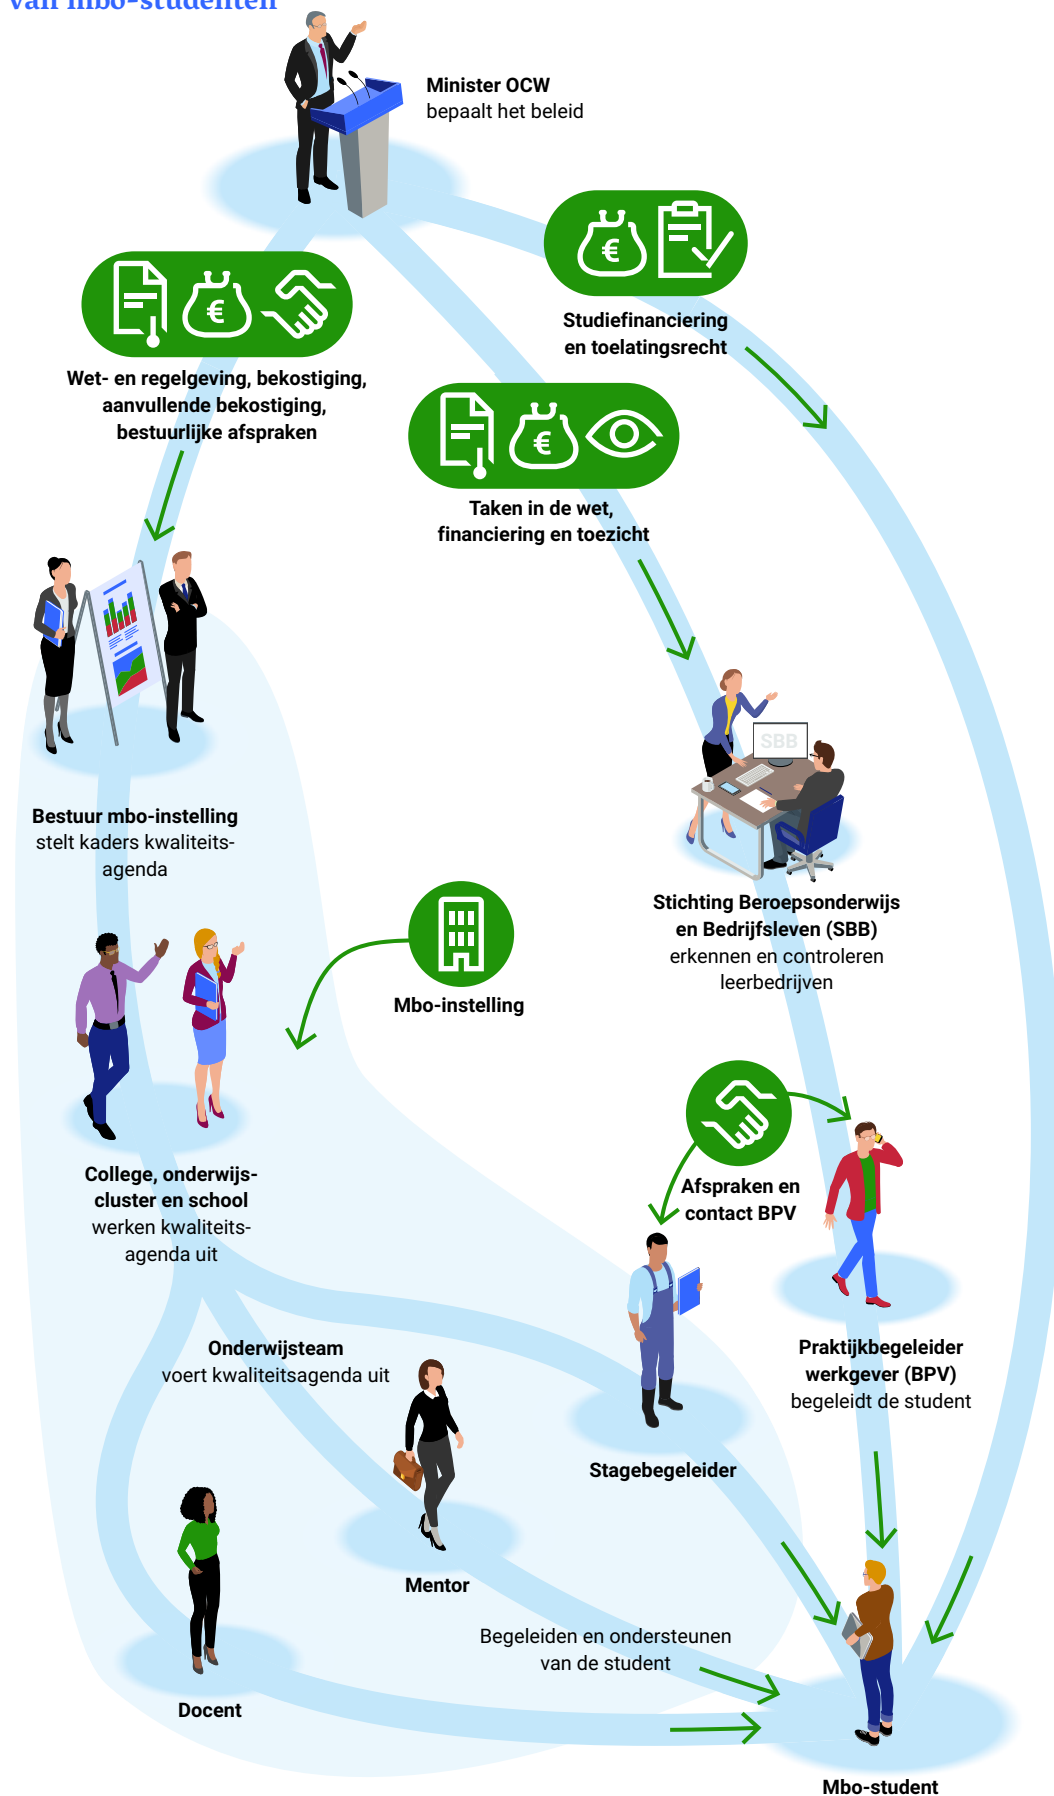 van mbo-studenten
Minister OCW
bepaalt het beleid
Studiefinanciering
en toelatingsrecht
Wet- en regelgeving, bekostiging,
aanvullende bekostiging,
bestuurlijke afspraken
Taken in de wet,
financiering en toezicht
SBB
Bestuur mbo-instelling
stelt kaders kwaliteits-
agenda
Stichting Beroepsonderwijs
en Bedrijfsleven (SBB)
erkennen en controleren
leerbedrijven
Mbo-instelling
College, onderwijs-
cluster en school
werken kwaliteits-
agenda uit
Afspraken en
contact BPV
Onderwijsteam
voert kwaliteitsagenda uit
Praktijkbegeleider
werkgever (BPV)
begeleidt de student
Stagebegeleider
Mentor
Begeleiden en ondersteunen
van de student
Docent
Mbo-student